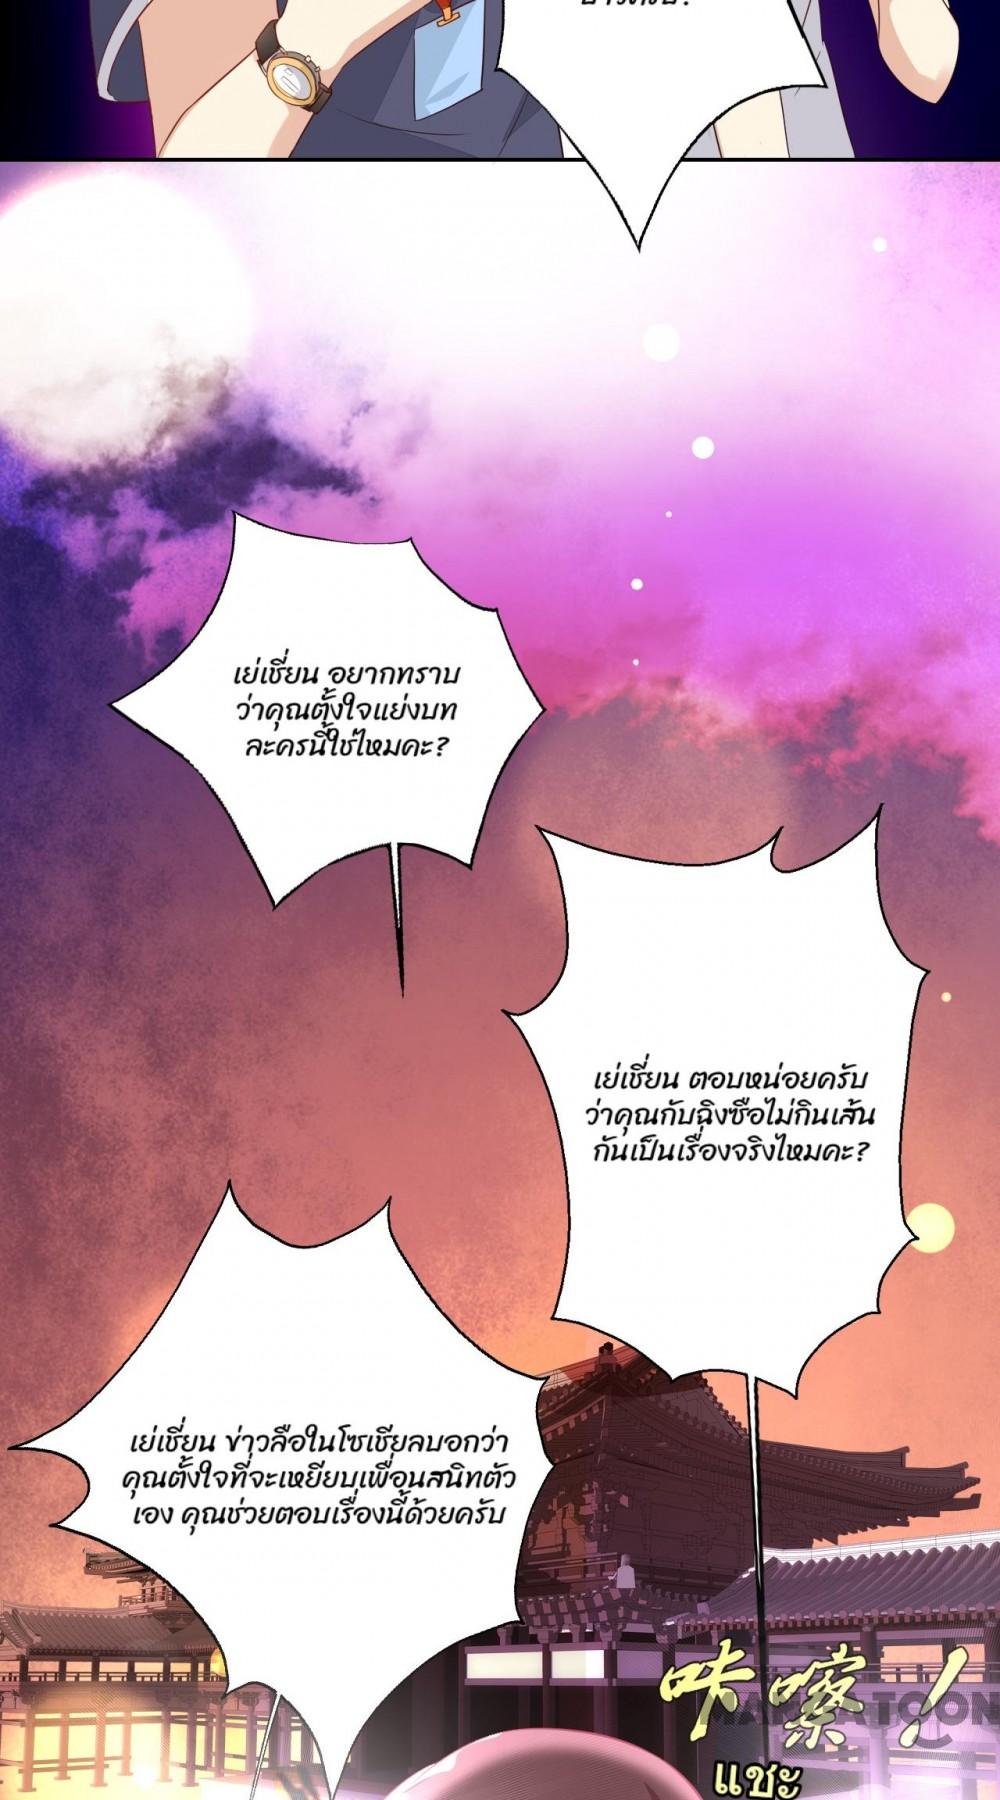 เย่เชี่ยน อยากทราบ
ว่าคุณตั้งใจแย่งบท
ละครนี้ใช่ไหมคะ?
เย่เชี่ยน ตอบหน่อยครับ
ว่าคุณกับฉิงซือไม่กินเส้น
กันเป็นเรื่องจริงไหมคะ?
เย่เชี่ยน ข่าวลือในโซเชียลบอกว่า
คุณตั้งใจที่จะเหยียบเพื่อนสนิทตัว
เอง คุณช่วยตอบเรื่องนี้ด้วยครับ
咔嚓！
แชะ